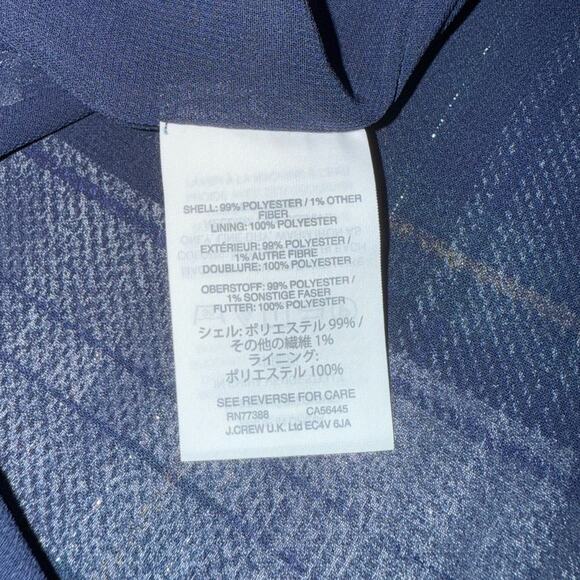 SHELL: 99% POLYESTER / 1% OTHER
FIBER
LINING: 100% POLYESTER
EXTÉRIEUR: 99% POLYESTER /
1% AUTRE FIBRE
DOUBLURE: 100% POLYESTER
OBERSTOFF: 99% POLYESTER /
1% SONSTIGE FASER
FUTTER: 100% POLYESTER
シェル: ポリエステル 99% /
その他の繊維 1%
ライニング:
ポリエステル 100%
SEE REVERSE FOR CARE
RN77388 CA56445
J.CREW U.K. Ltd EC4V 6JA